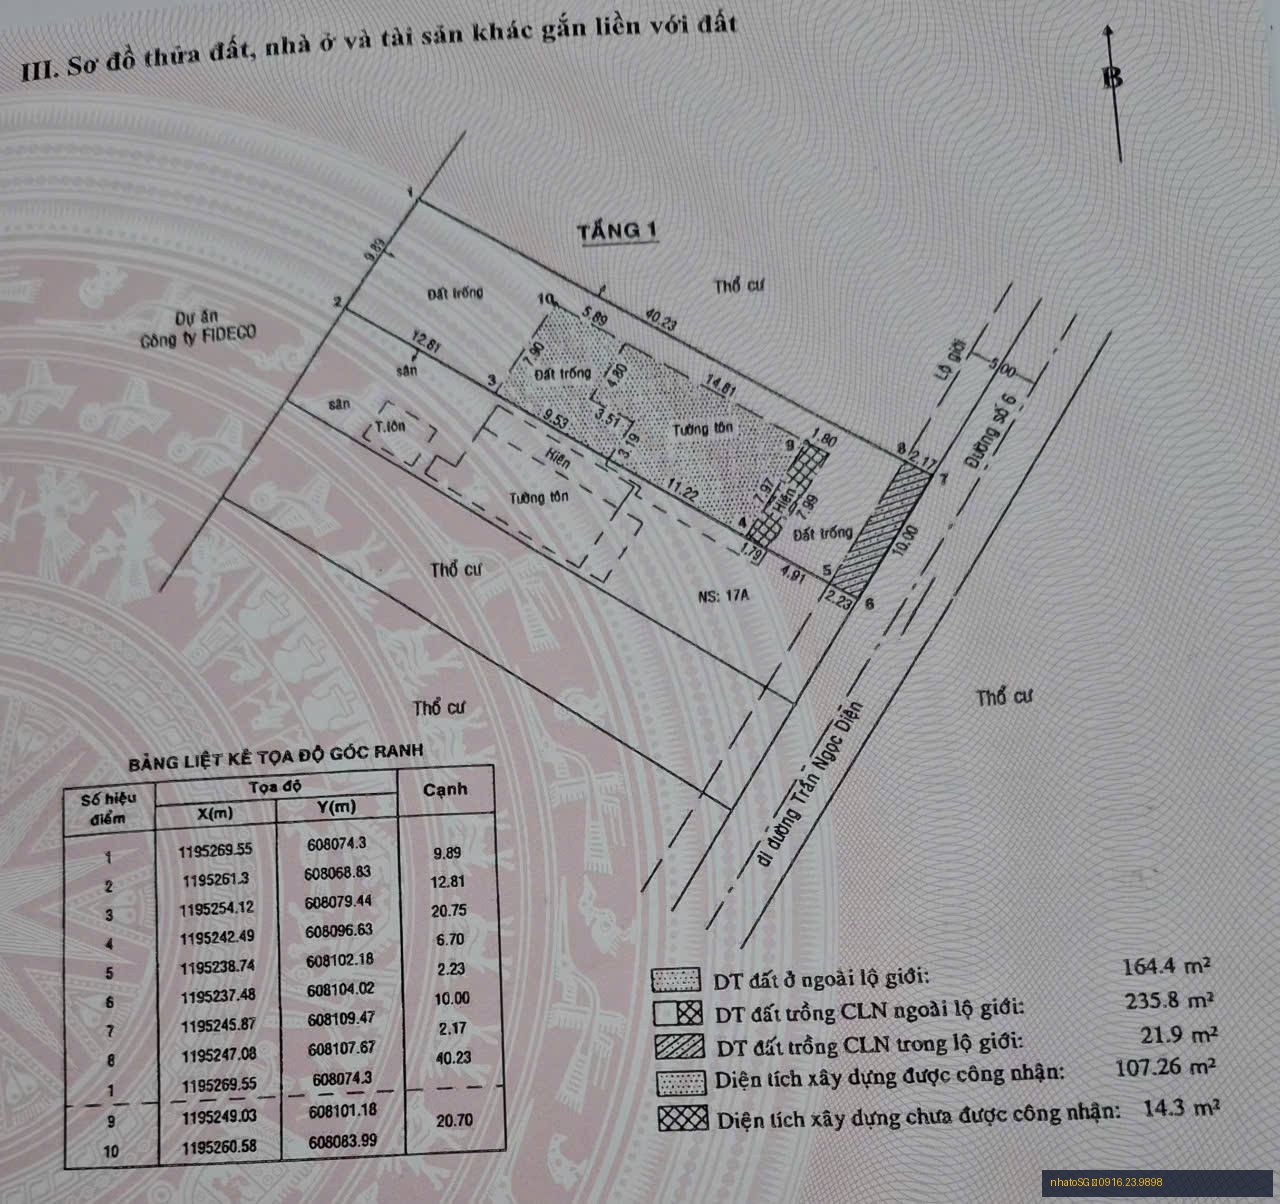 III. Sơ đồ thửa đất, nhà ở và tài sản khác gắn liền với đất
B
TẦNG 1
1
9.89
2
Đất trống
10
5.89
40.23
Thổ cư
Dự án
Công ty FIDECO
12.81
sân
3
7.90
Đất trống
4.80
14.81
3.51
9.53
3.19
Tường tôn
9
1.80
8
2.17
7
Lộ giới
5.00
Đường số 6
sân
T.tôn
Hiên
Tường tôn
11.22
7.97
Hiên
7.99
4
1.79
Đất trống
10.00
4.91
5
2.23
6
Thổ cư
NS: 17A
Thổ cư
Thổ cư
đi đường Trần Ngọc Diện
BẢNG LIỆT KÊ TỌA ĐỘ GÓC RANH
Số hiệu điểm Tọa độ Cạnh
X(m) Y(m)
1 1195269.55 608074.3
9.89
2 1195261.3 608068.83
12.81
3 1195254.12 608079.44
20.75
4 1195242.49 608096.63
6.70
5 1195238.74 608102.18
2.23
6 1195237.48 608104.02
10.00
7 1195245.87 608109.47
2.17
8 1195247.08 608107.67
40.23
1 1195269.55 608074.3
9 1195249.03 608101.18
20.70
10 1195260.58 608083.99
DT đất ở ngoài lộ giới: 164.4 m²
DT đất trồng CLN ngoài lộ giới: 235.8 m²
DT đất trồng CLN trong lộ giới: 21.9 m²
Diện tích xây dựng được công nhận: 107.26 m²
Diện tích xây dựng chưa được công nhận: 14.3 m²
nhatoSG 0916.23.9898